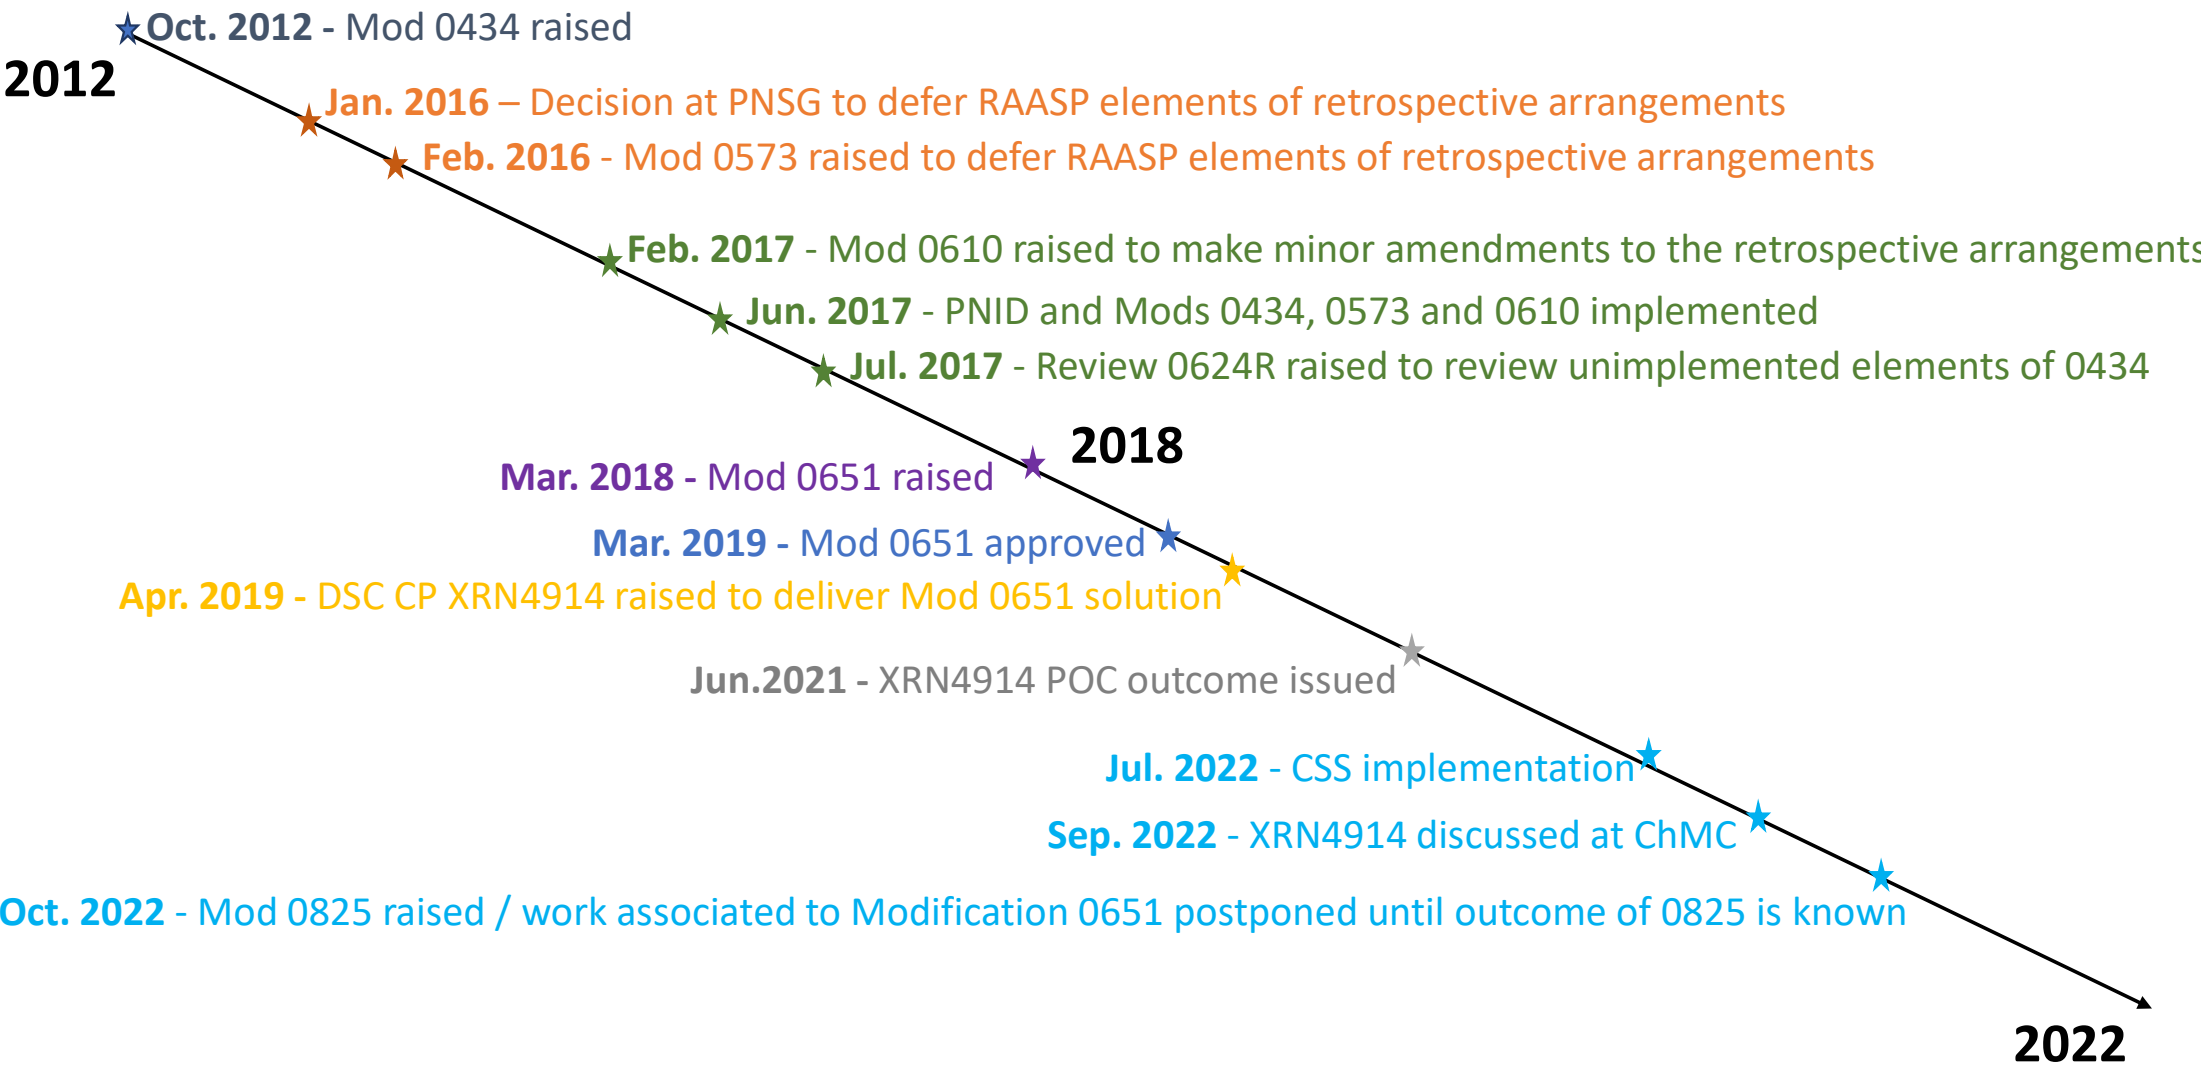 Oct. 2012 - Mod 0434 raised
2012
Jan. 2016 – Decision at PNSG to defer RAASP elements of retrospective arrangements
Feb. 2016 - Mod 0573 raised to defer RAASP elements of retrospective arrangements
Feb. 2017 - Mod 0610 raised to make minor amendments to the retrospective arrangements
Jun. 2017 - PNID and Mods 0434, 0573 and 0610 implemented
Jul. 2017 - Review 0624R raised to review unimplemented elements of 0434
2018
Mar. 2018 - Mod 0651 raised
Mar. 2019 - Mod 0651 approved
Apr. 2019 - DSC CP XRN4914 raised to deliver Mod 0651 solution
Jun.2021 - XRN4914 POC outcome issued
Jul. 2022 - CSS implementation
Sep. 2022 - XRN4914 discussed at ChMC
Oct. 2022 - Mod 0825 raised / work associated to Modification 0651 postponed until outcome of 0825 is known
2022